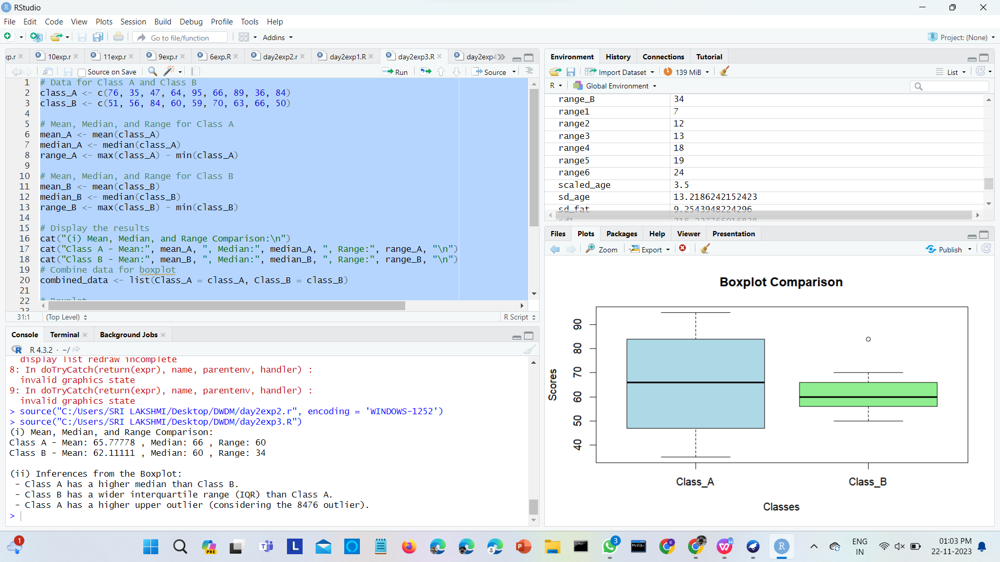 RStudio
File Edit Code View Plots Session Build Debug Profile Tools Help
Go to file/function Addins Project: (None)
xp.r 10exp.r 11exp.r 9exp.r 6exp.R day2exp2.r day2exp1.R day2exp3.R day2exp4
Source on Save Run Source
1 # Data for Class A and Class B
2 class_A <- c(76, 35, 47, 64, 95, 66, 89, 36, 84)
3 class_B <- c(51, 56, 84, 60, 59, 70, 63, 66, 50)
4
5 # Mean, Median, and Range for Class A
6 mean_A <- mean(class_A)
7 median_A <- median(class_A)
8 range_A <- max(class_A) - min(class_A)
9
10 # Mean, Median, and Range for Class B
11 mean_B <- mean(class_B)
12 median_B <- median(class_B)
13 range_B <- max(class_B) - min(class_B)
14
15 # Display the results
16 cat("(i) Mean, Median, and Range Comparison:\n")
17 cat("Class A - Mean:", mean_A, ", Median:", median_A, ", Range:", range_A, "\n")
18 cat("Class B - Mean:", mean_B, ", Median:", median_B, ", Range:", range_B, "\n")
19 # Combine data for boxplot
20 combined_data <- list(Class_A = class_A, Class_B = class_B)
21
22 # Boxplot
23
31:1 (Top Level) R Script
Console Terminal Background Jobs
R 4.3.2 · ~/
display list redraw incomplete
8: In doTryCatch(return(expr), name, parentenv, handler) :
invalid graphics state
9: In doTryCatch(return(expr), name, parentenv, handler) :
invalid graphics state
> source("C:/Users/SRI LAKSHMI/Desktop/DWDM/day2exp2.r", encoding = 'WINDOWS-1252')
> source("C:/Users/SRI LAKSHMI/Desktop/DWDM/day2exp3.R")
(i) Mean, Median, and Range Comparison:
Class A - Mean: 65.77778 , Median: 66 , Range: 60
Class B - Mean: 62.11111 , Median: 60 , Range: 34

(ii) Inferences from the Boxplot:
- Class A has a higher median than Class B.
- Class B has a wider interquartile range (IQR) than Class A.
- Class A has a higher upper outlier (considering the 8476 outlier).
>
Environment History Connections Tutorial
Import Dataset 139 MiB List
R Global Environment
range_B 34
range1 7
range2 12
range3 13
range4 18
range5 19
range6 24
scaled_age 3.5
sd_age 13.2186242152423
sd_fat 9.2543948224296
sd1 316.227766016838
Files Plots Packages Help Viewer Presentation
Zoom Export Publish
Boxplot Comparison
Scores
90
80
70
60
50
40
Class_A Class_B
Classes
1 PRE 3 MySQL ENG 01:03 PM
IN 22-11-2023